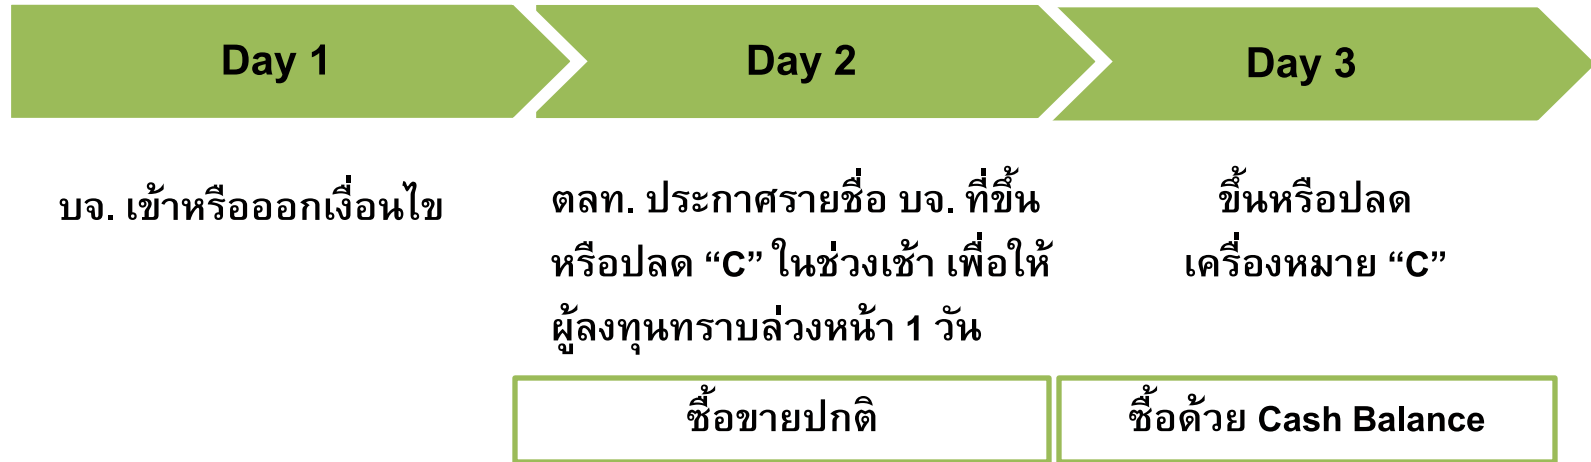 Day 1
Day 2
Day 3
บจ. เข้าหรือออกเงื่อนไข
ตลท. ประกาศรายชื่อ บจ. ที่ขึ้น
หรือปลด “C” ในช่วงเช้า เพื่อให้
ผู้ลงทุนทราบล่วงหน้า 1 วัน
ขึ้นหรือปลด
เครื่องหมาย “C”
ซื้อขายปกติ
ซื้อด้วย Cash Balance